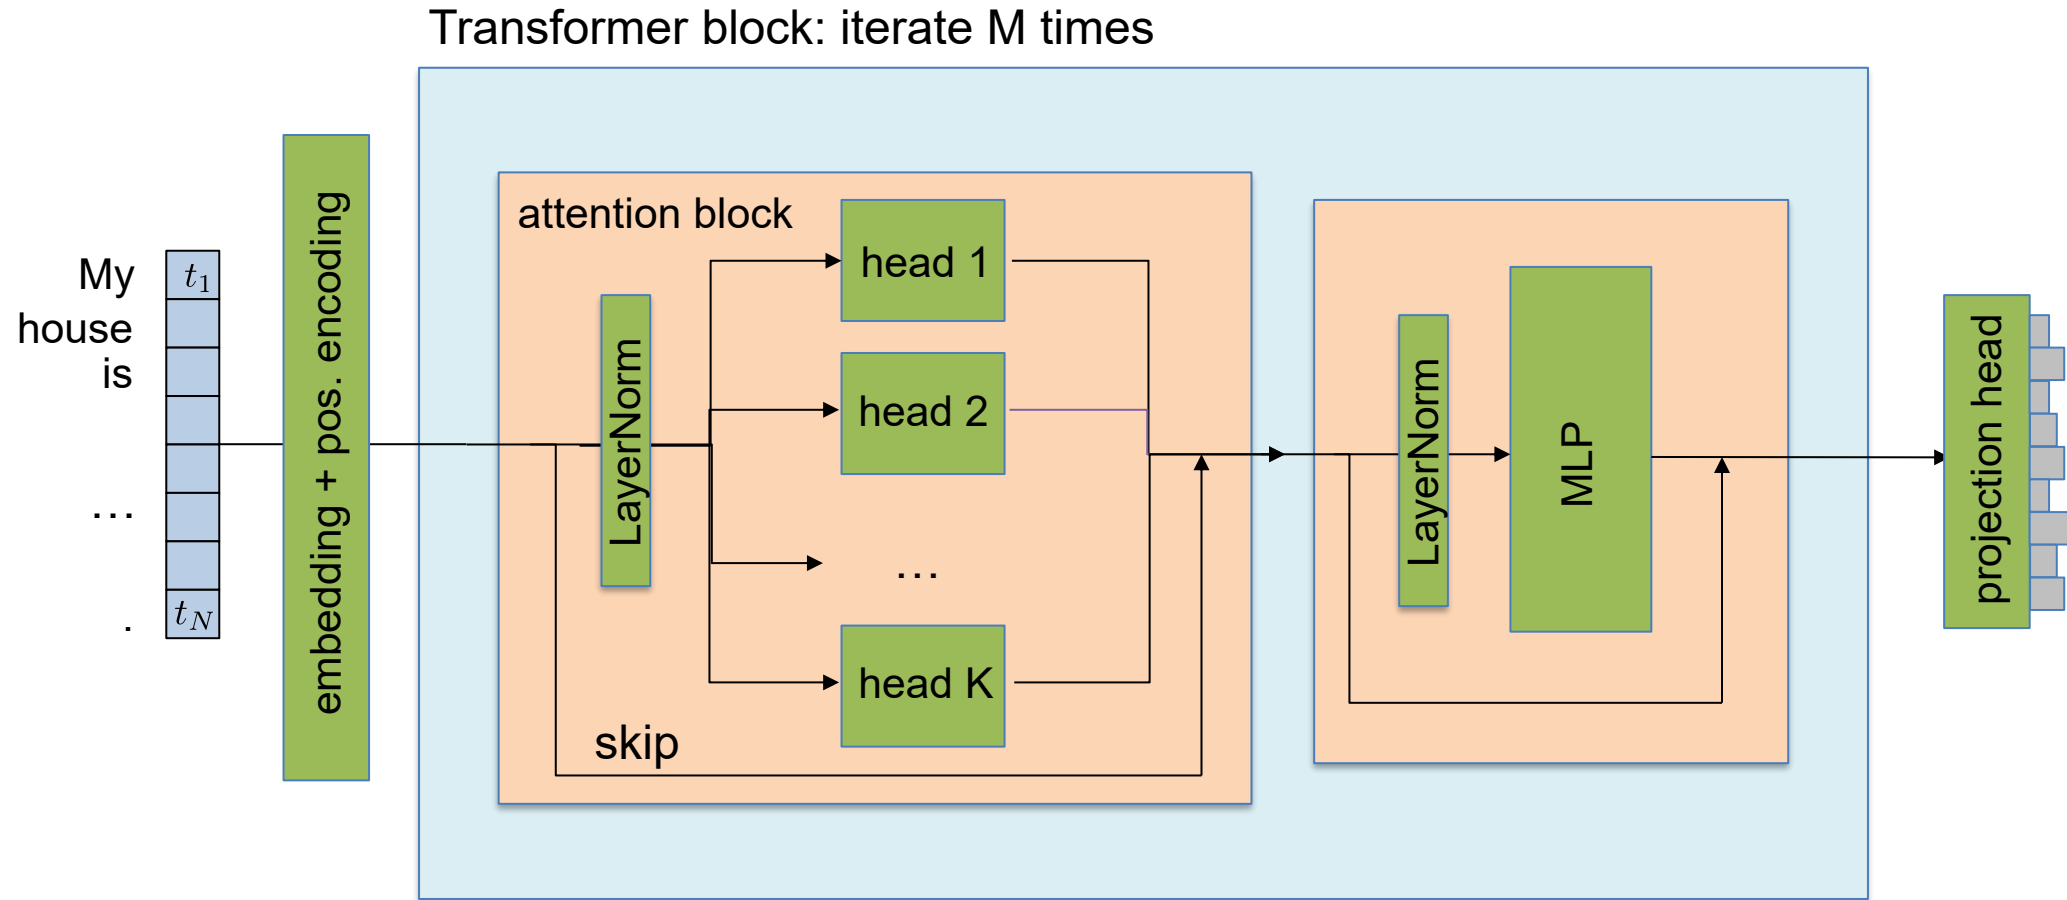 Transformer block: iterate M times
My
house
is
…
.
t₁
t_N
embedding + pos. encoding
attention block
LayerNorm
head 1
head 2
…
head K
skip
LayerNorm
MLP
projection head